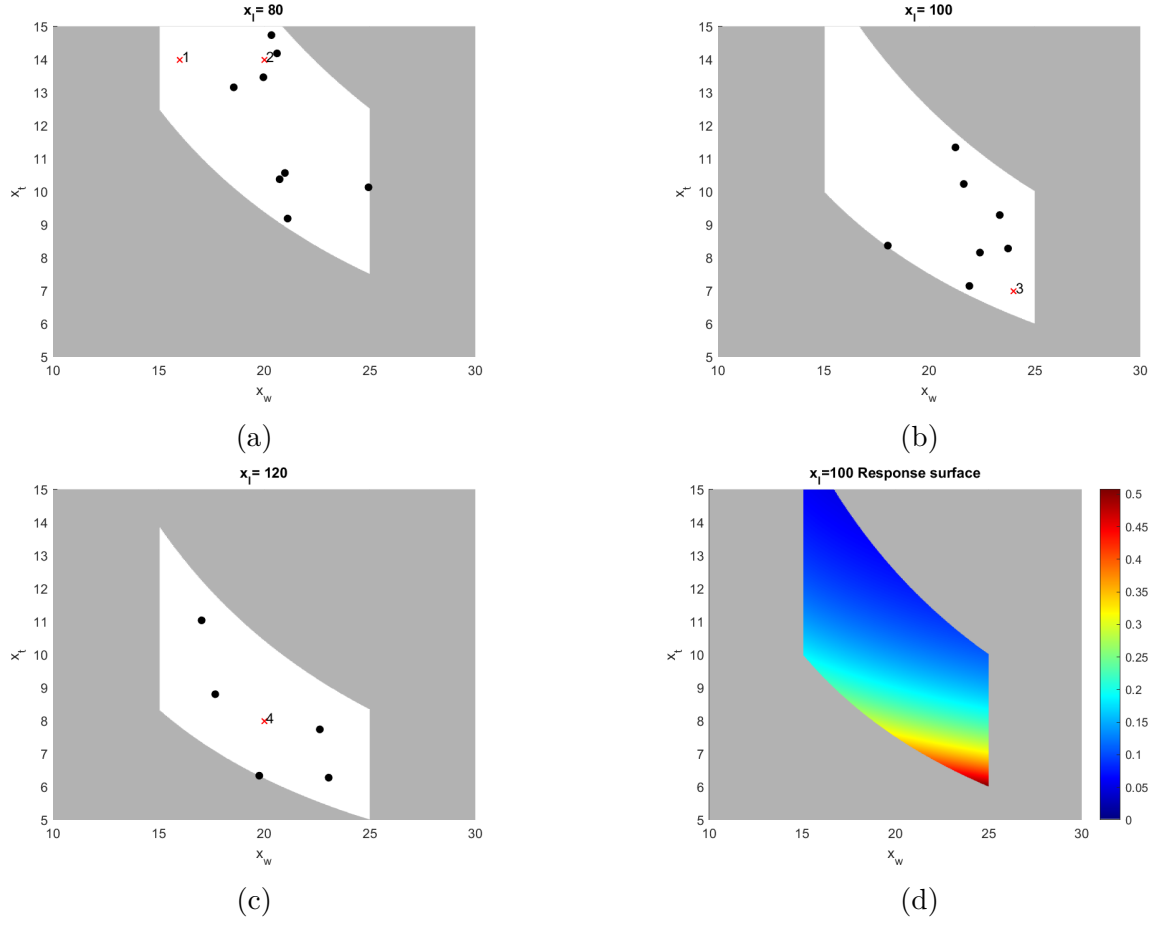 x_l= 80
15
14
13
12
11
10
9
8
7
6
5
10 15 20 25 30
x_t
x_w
1
2
(a)
x_l= 100
15
14
13
12
11
10
9
8
7
6
5
10 15 20 25 30
x_t
x_w
3
(b)
x_l= 120
15
14
13
12
11
10
9
8
7
6
5
10 15 20 25 30
x_t
x_w
4
(c)
x_l=100 Response surface
15
14
13
12
11
10
9
8
7
6
5
10 15 20 25 30
x_t
x_w
0.5
0.45
0.4
0.35
0.3
0.25
0.2
0.15
0.1
0.05
0
(d)